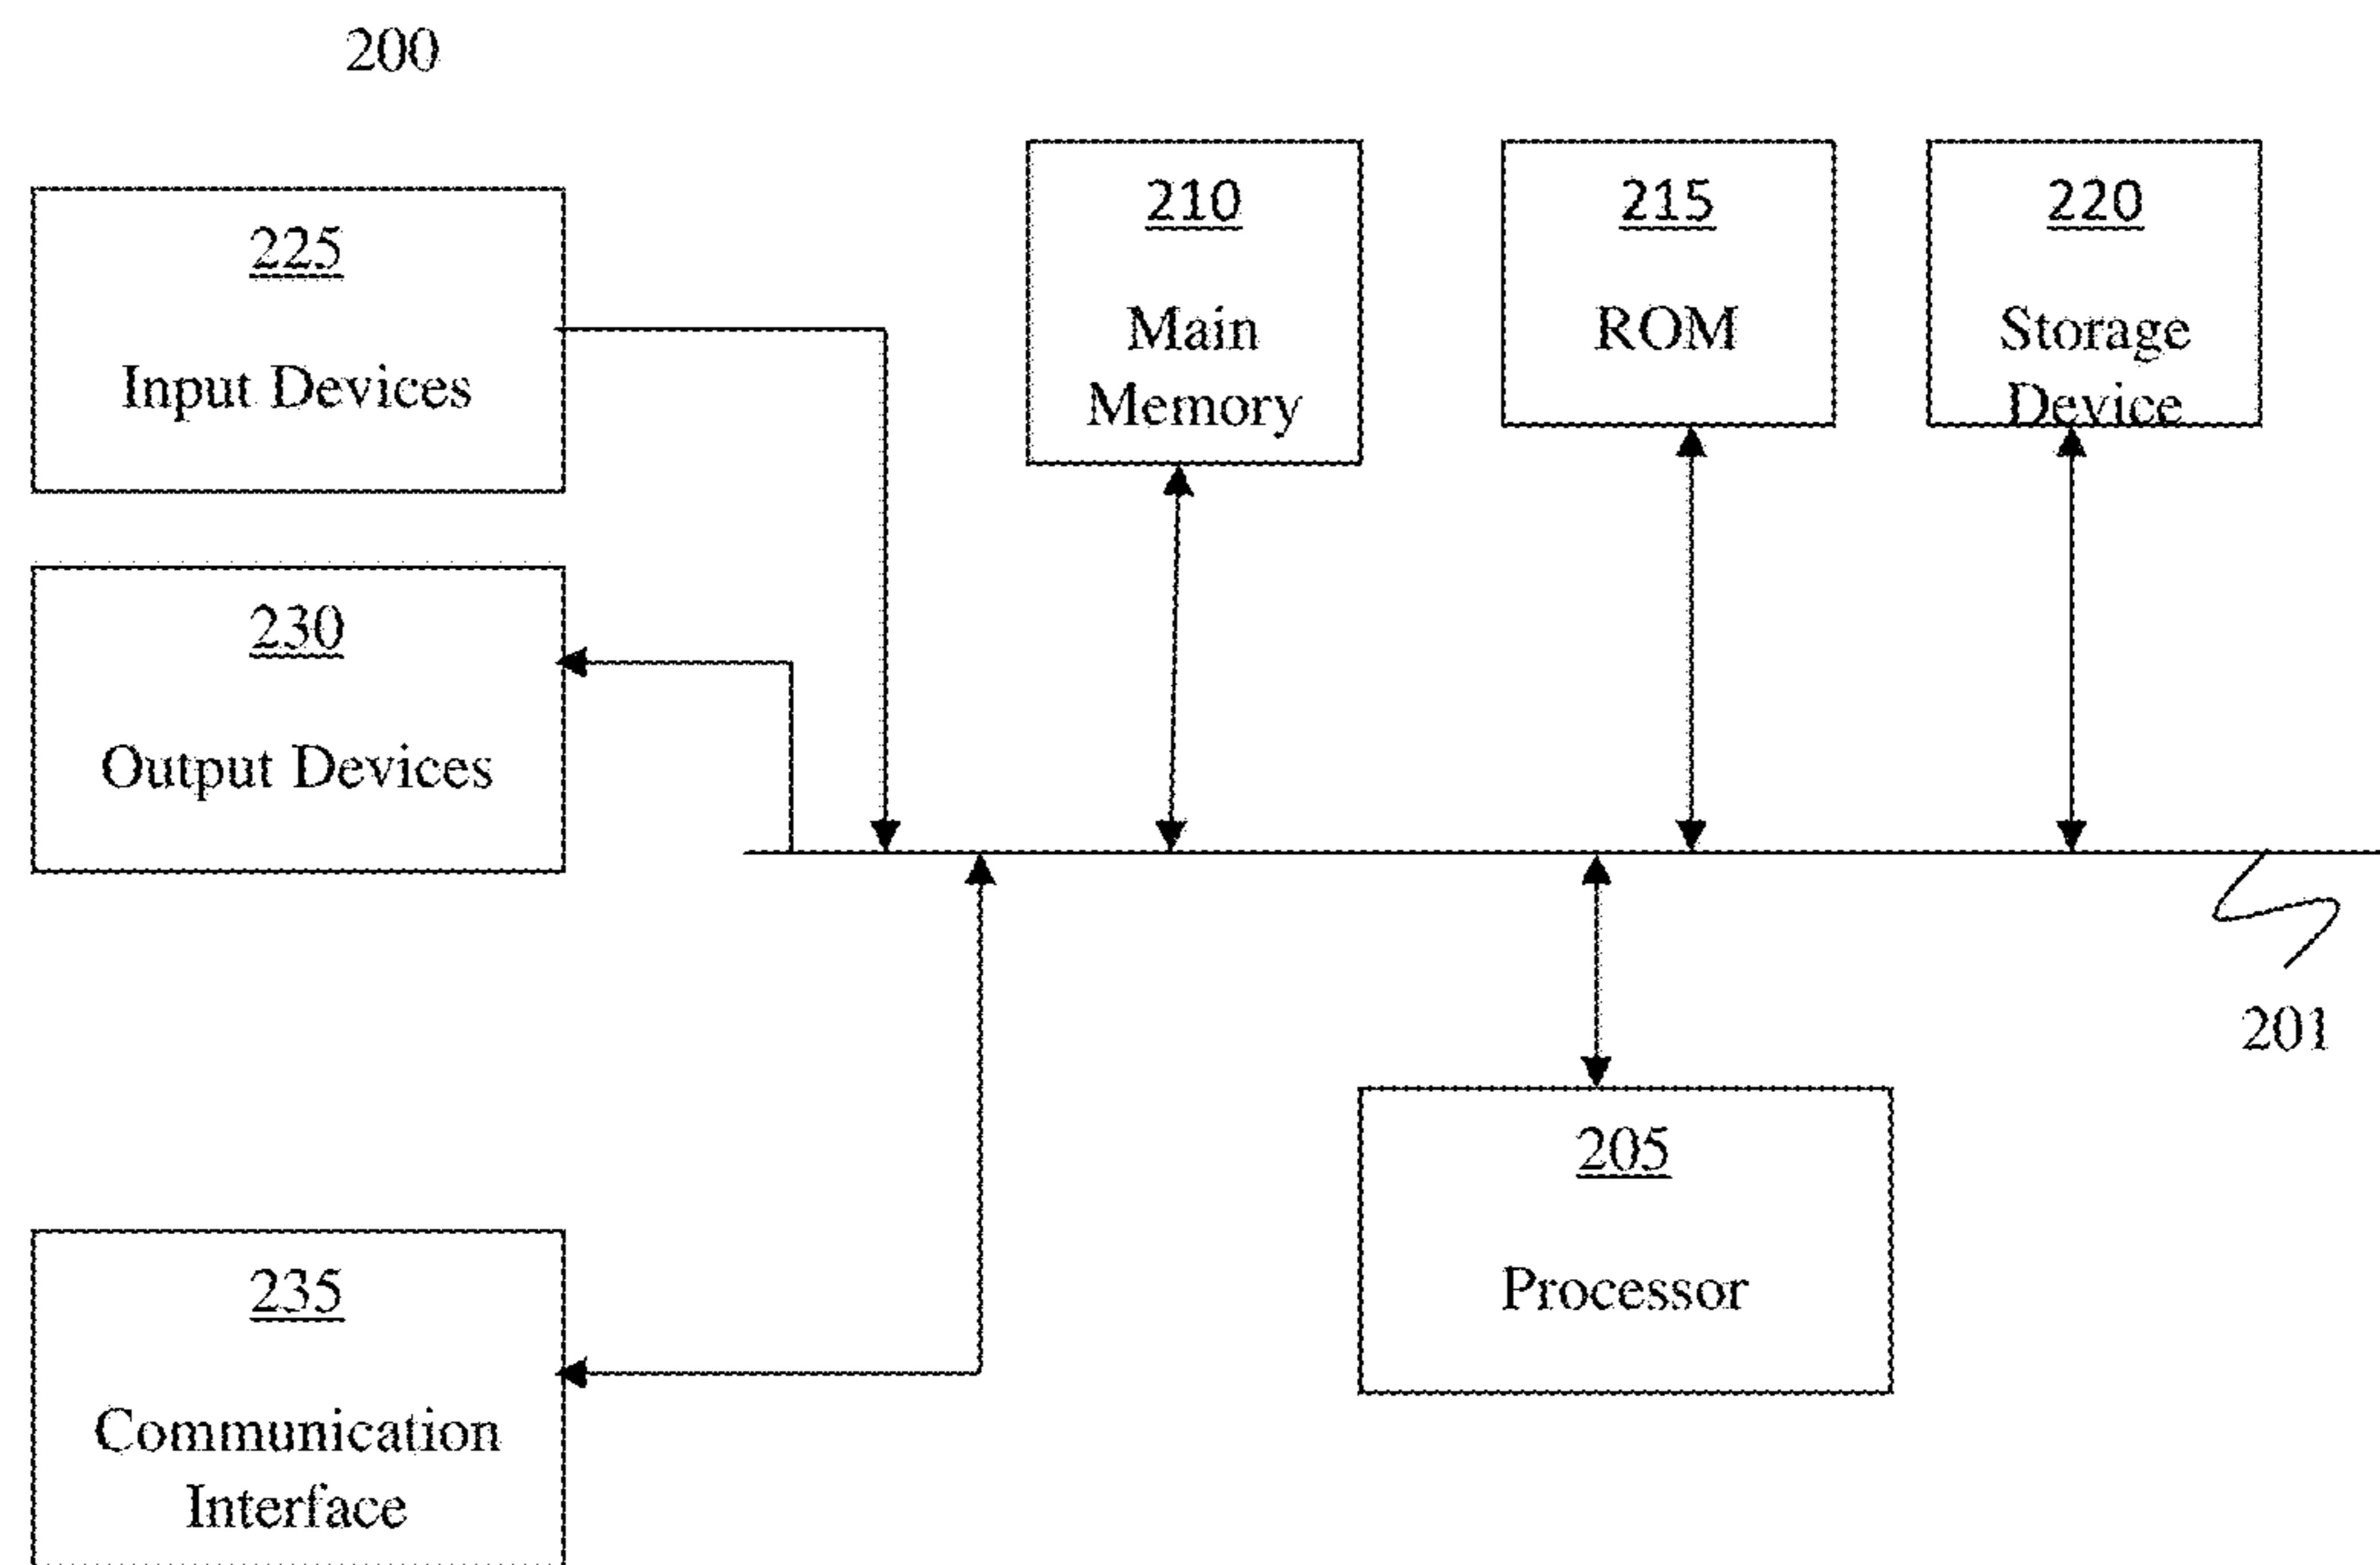 200
225
Input Devices
210
Main
Memory
215
ROM
220
Storage
Device
230
Output Devices
201
205
Processor
235
Communication
Interface